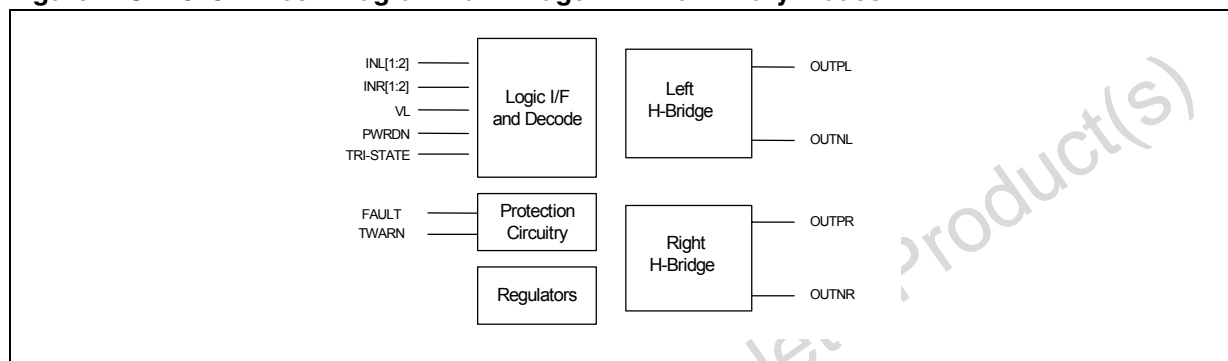 INL[1:2]
INR[1:2]
VL
PWRDN
TRI-STATE
Logic I/F
and Decode
FAULT
TWARN
Protection
Circuitry
Regulators
Left
H-Bridge
OUTPL
OUTNL
Right
H-Bridge
OUTPR
OUTNR
Product(s)